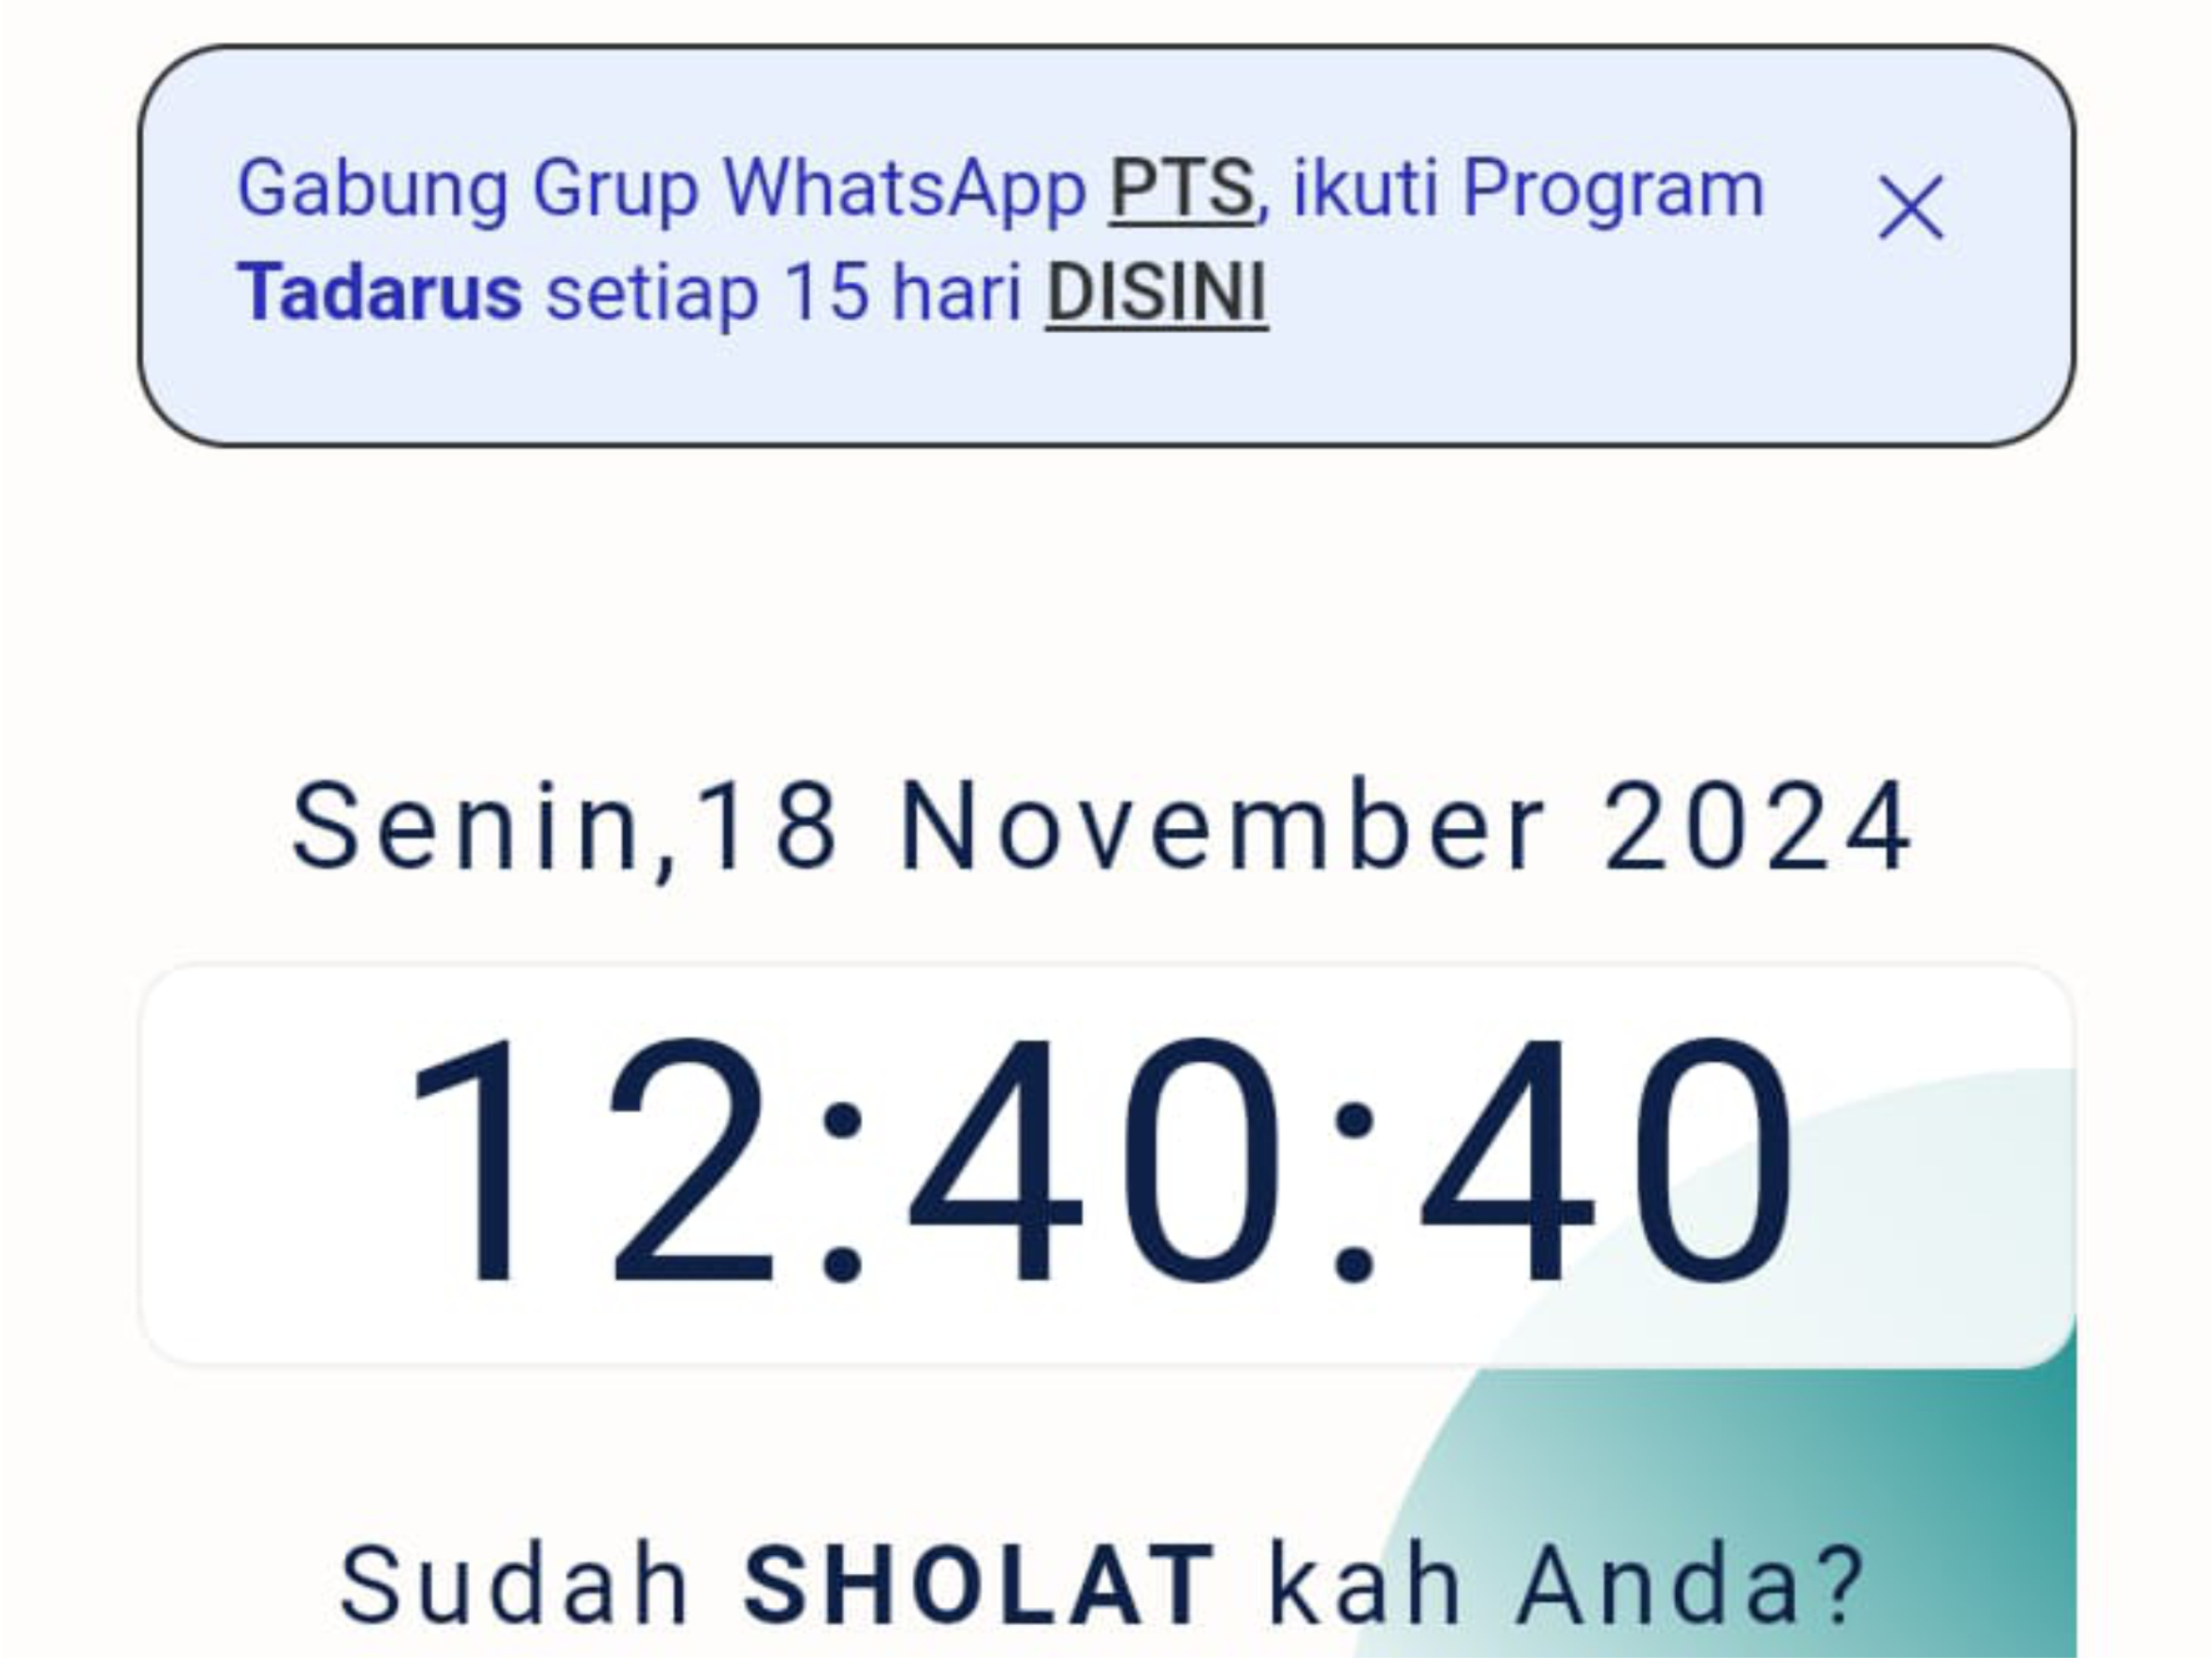 Gabung Grup WhatsApp PTS, ikuti Program
Tadarus setiap 15 hari DISINI
Senin,18 November 2024
12:40:40
Sudah SHOLAT kah Anda?